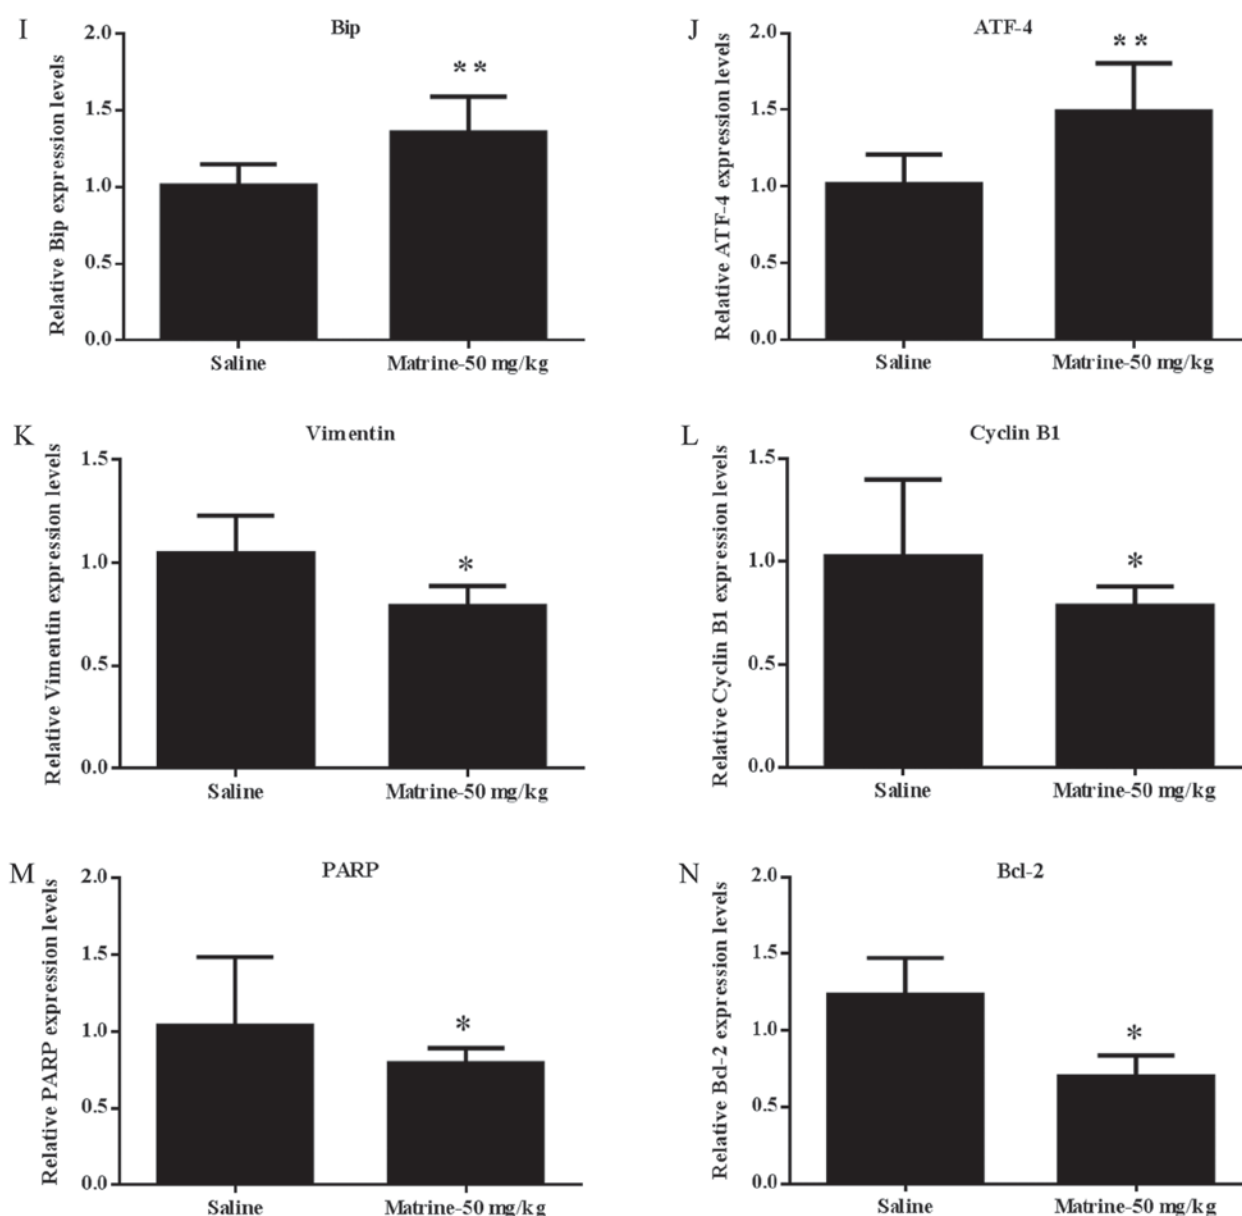 I
Bip
Relative Bip expression levels
2.0
**
1.5
1.0
0.5
0.0
Saline
Matrine-50 mg/kg
J
ATF-4
Relative ATF-4 expression levels
2.0
**
1.5
1.0
0.5
0.0
Saline
Matrine-50 mg/kg
K
Vimentin
Relative Vimentin expression levels
1.5
1.0
*
0.5
0.0
Saline
Matrine-50 mg/kg
L
Cyclin B1
Relative Cyclin B1 expression levels
1.5
1.0
*
0.5
0.0
Saline
Matrine-50 mg/kg
M
PARP
Relative PARP expression levels
2.0
1.5
1.0
*
0.5
0.0
Saline
Matrine-50 mg/kg
N
Bcl-2
Relative Bcl-2 expression levels
2.0
1.5
1.0
*
0.5
0.0
Saline
Matrine-50 mg/kg